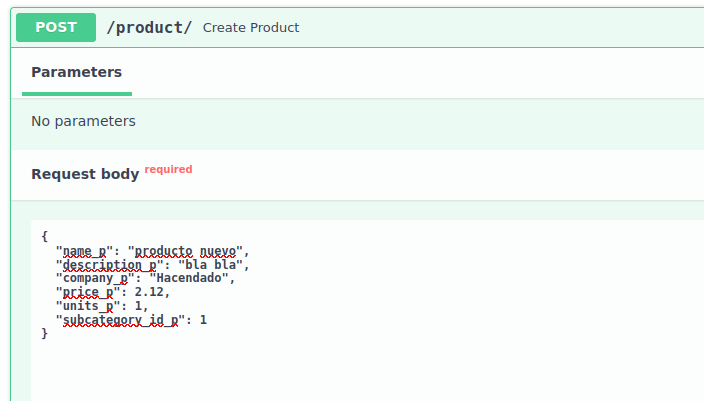 POST /product/ Create Product
Parameters
No parameters
Request body required
{
  "name_p": "producto nuevo",
  "description_p": "bla bla",
  "company_p": "Hacendado",
  "price_p": 2.12,
  "units_p": 1,
  "subcategory_id_p": 1
}